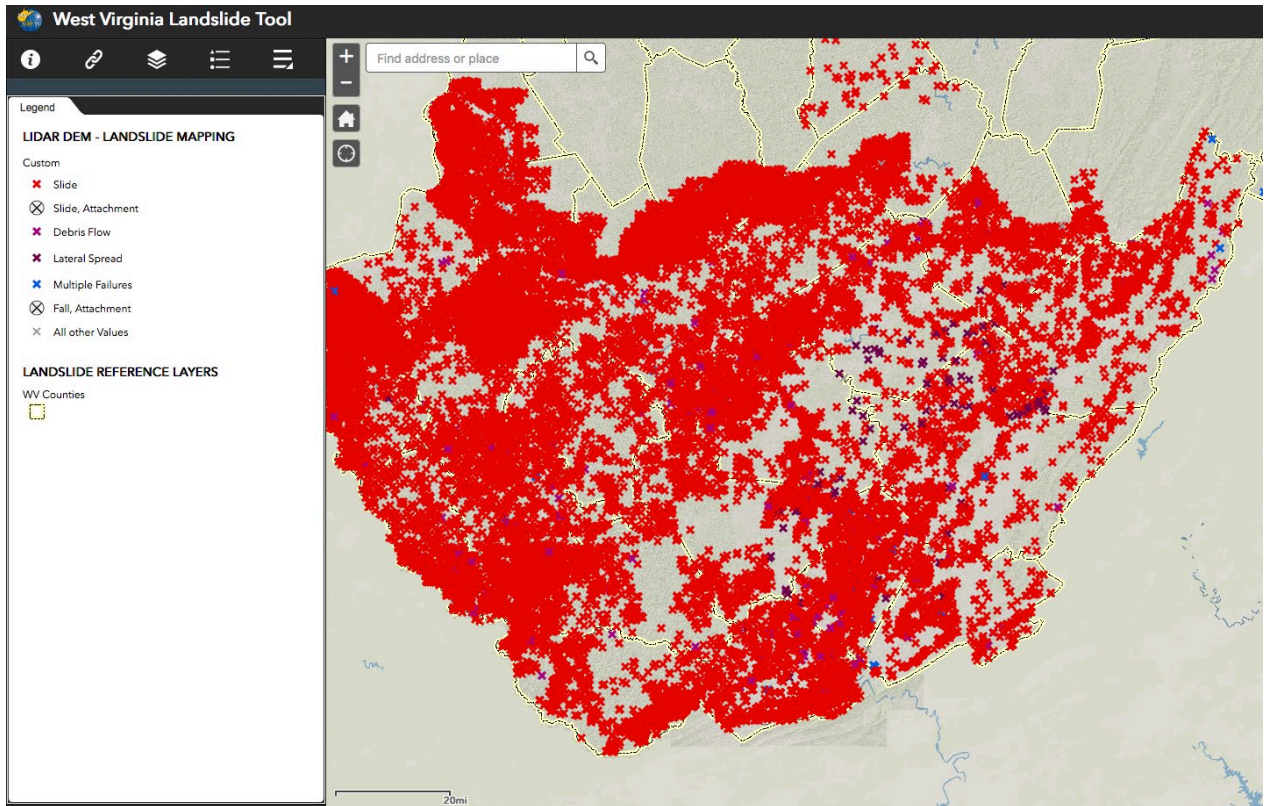 West Virginia Landslide Tool
Find address or place
Legend
LIDAR DEM - LANDSLIDE MAPPING
Custom
Slide
Slide, Attachment
Debris Flow
Lateral Spread
Multiple Failures
Fall, Attachment
All other Values
LANDSLIDE REFERENCE LAYERS
WV Counties
20mi